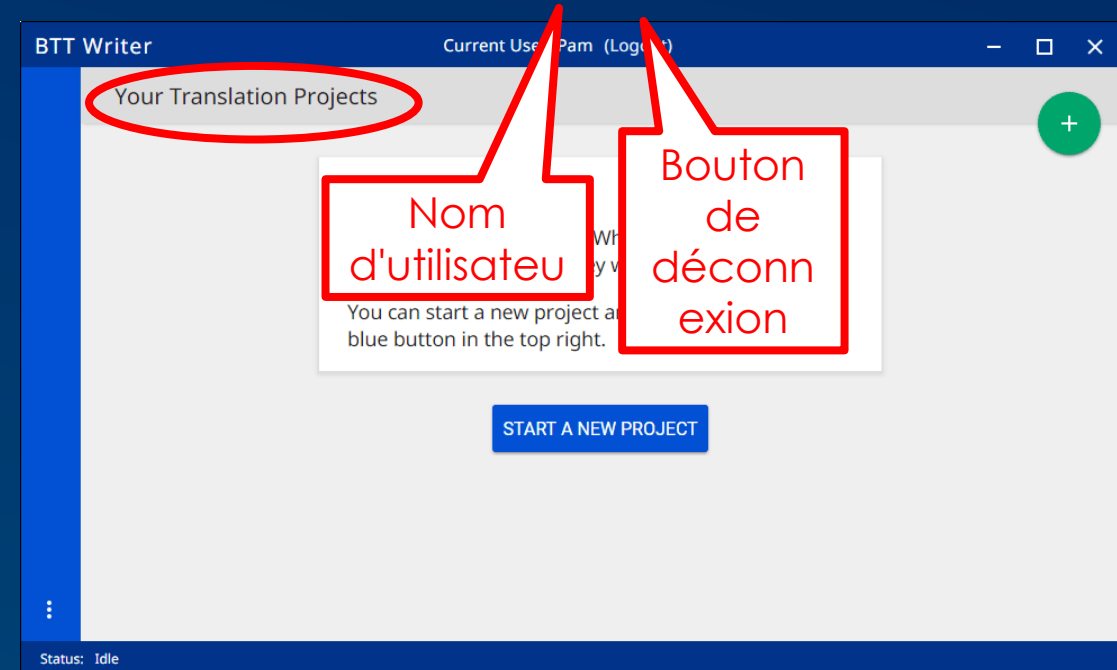 BTT Writer
Current Use Pam (Logout)
Your Translation Projects
+
Nom
d'utilisateu
Bouton
de
déconn
exion
You can start a new project
blue button in the top right.
START A NEW PROJECT
Status: Idle